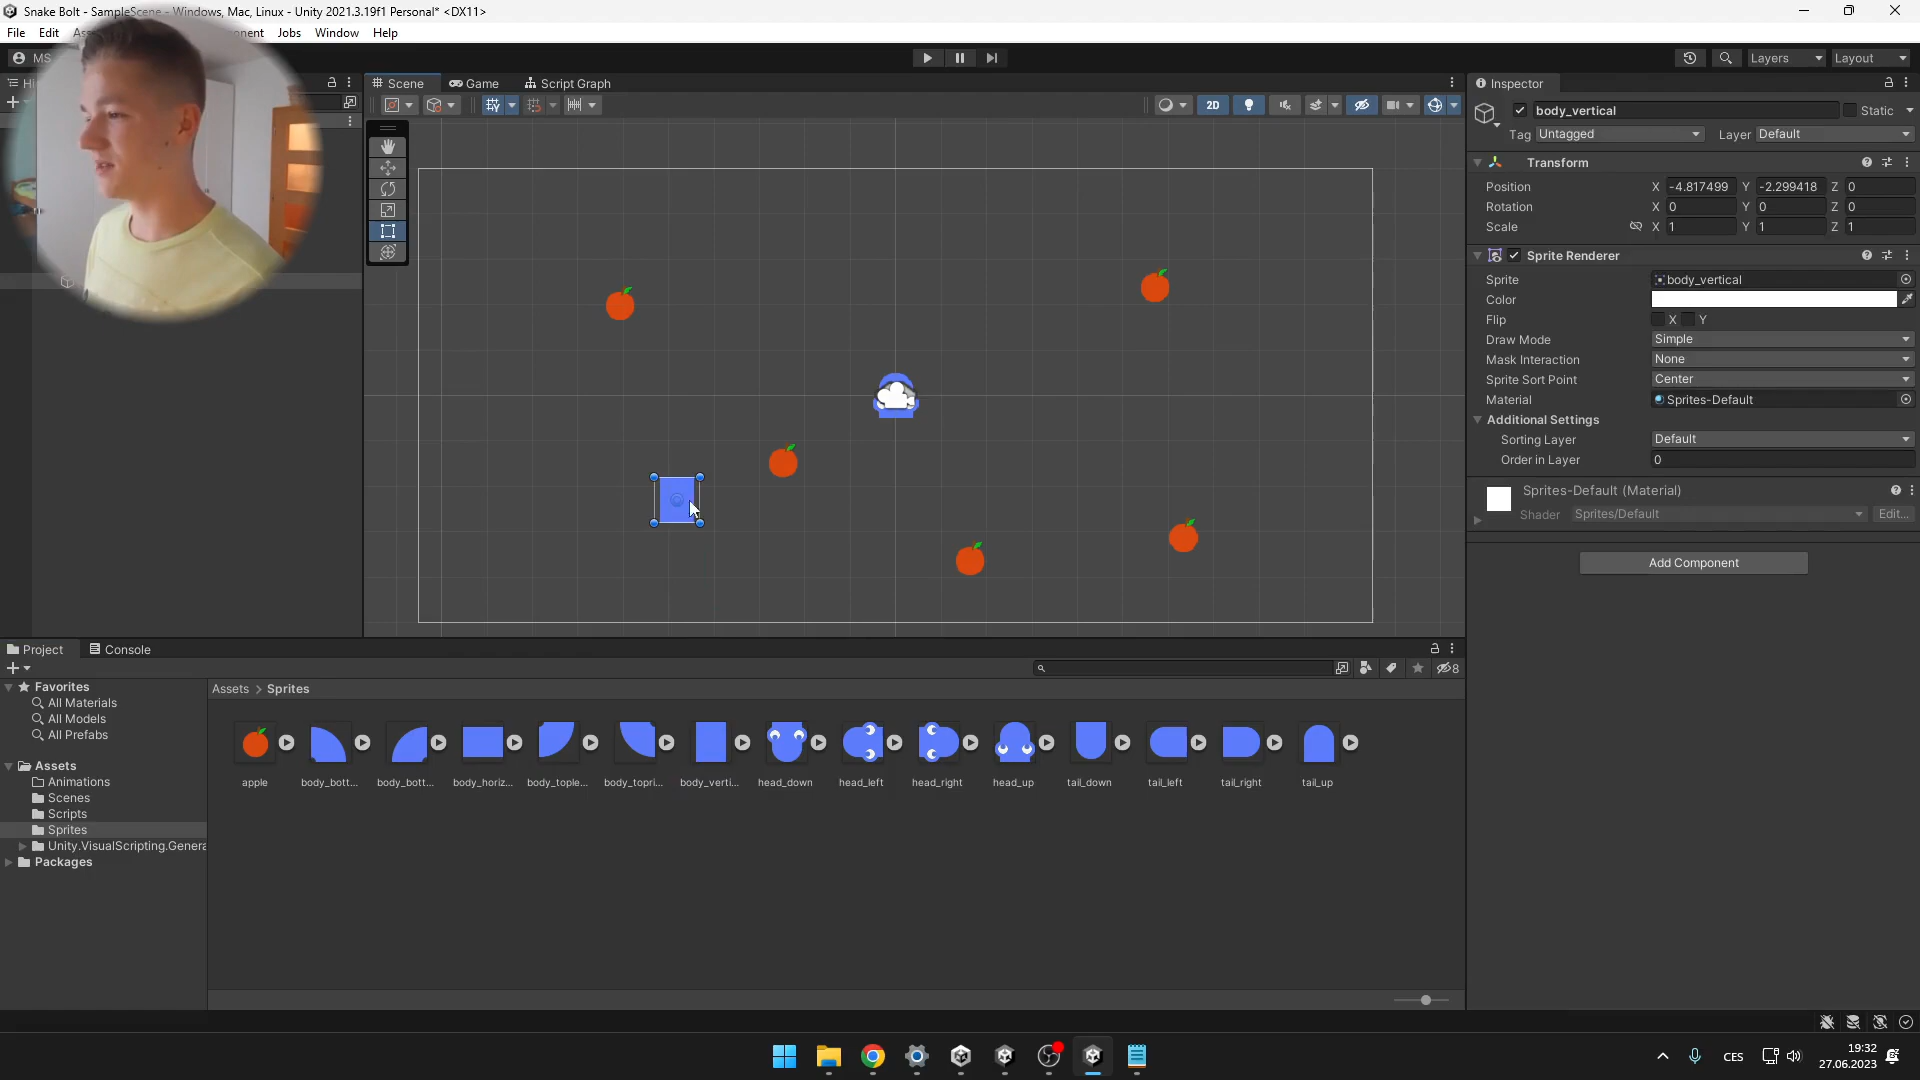 Snake Bolt - SampleScene - Windows, Mac, Linux - Unity 2021.3.19f1 Personal* <DX11>
File Edit Jobs Window Help
MS
Layers Layout
Scene Game Script Graph
Inspector
2D
body_vertical Static
Tag Untagged Layer Default
Transform
Position X -4.817499 Y -2.299418 Z 0
Rotation X 0 Y 0 Z 0
Scale X 1 Y 1 Z 1
Sprite Renderer
Sprite body_vertical
Color
Flip X Y
Draw Mode Simple
Mask Interaction None
Sprite Sort Point Center
Material Sprites-Default
Additional Settings
Sorting Layer Default
Order in Layer 0
Sprites-Default (Material)
Shader Sprites/Default Edit...
Add Component
Project Console
8
Favorites
All Materials
All Models
All Prefabs
Assets
Animations
Scenes
Scripts
Sprites
Unity.VisualScripting.Genera
Packages
Assets > Sprites
apple body_bott... body_bott... body_horiz... body_tople... body_topri... body_verti... head_down head_left head_right head_up tail_down tail_left tail_right tail_up
CES
19:32
27.06.2023